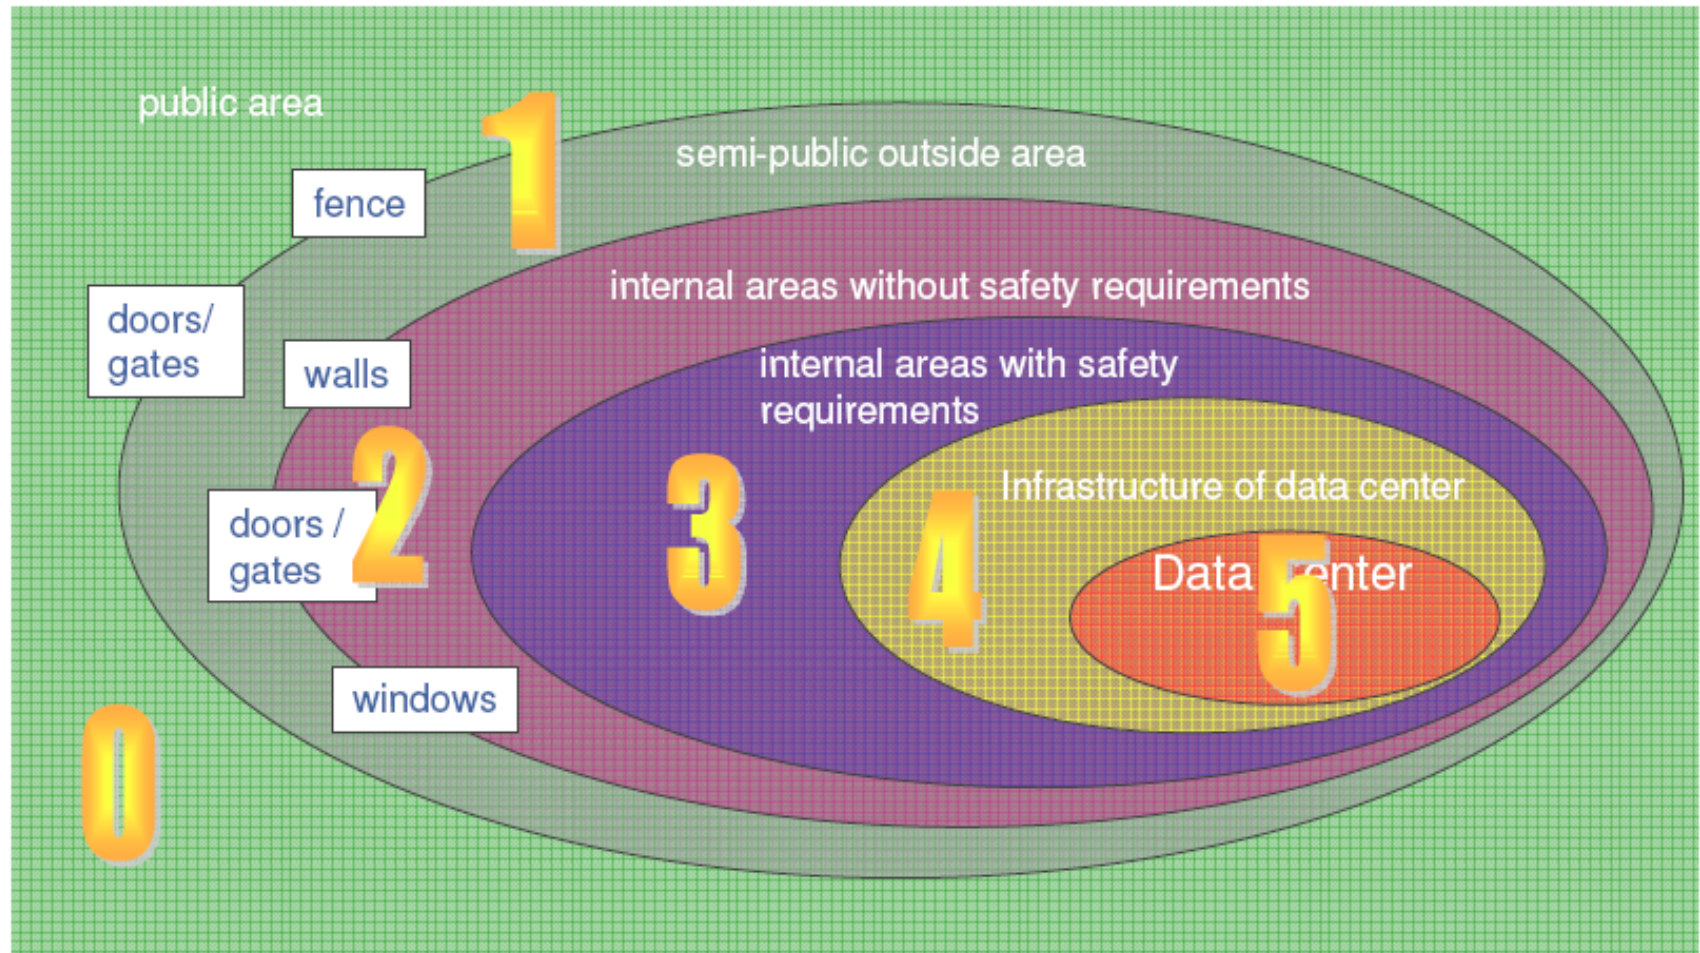 public area
1
semi-public outside area
fence
internal areas without safety requirements
doors/
gates
walls
internal areas with safety
requirements
2
3
4
Infrastructure of data center
doors /
gates
Data enter
5
windows
0